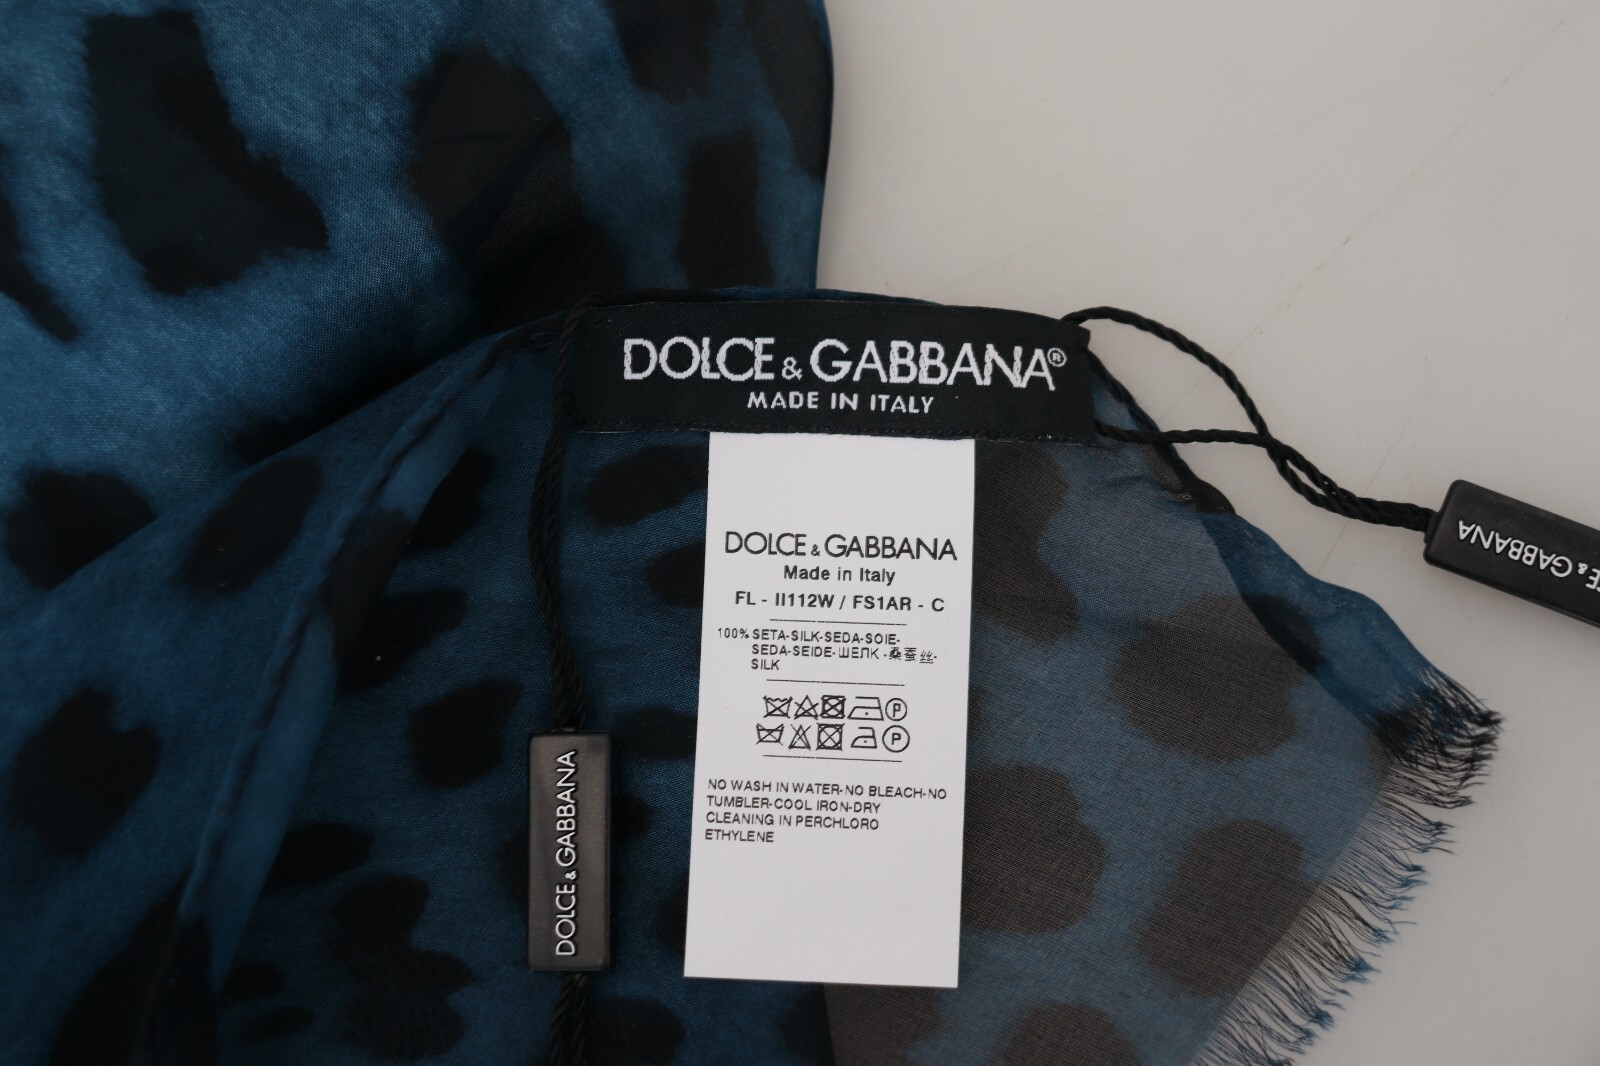 DOLCE & GABBANA®
MADE IN ITALY
DOLCE & GABBANA
Made in Italy
FL - II112W / FS1AR - C
100% SETA-SILK-SEDA-SOIE-
SEDA-SEIDE-ШЕЛК-桑蚕丝-
SILK
P
P
NO WASH IN WATER-NO BLEACH-NO
TUMBLER-COOL IRON-DRY
CLEANING IN PERCHLORO
ETHYLENE
DOLCE & GABBANA
CE & GABBANA